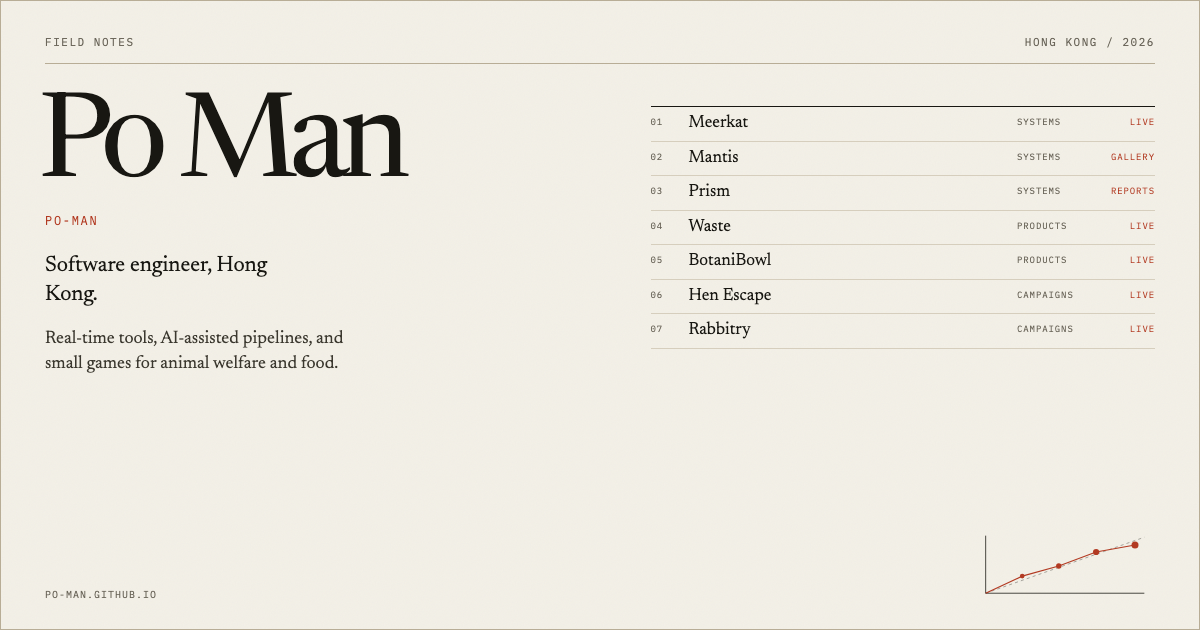 FIELD NOTES
HONG KONG / 2026
Po Man
PO-MAN
Software engineer, Hong
Kong.
Real-time tools, AI-assisted pipelines, and
small games for animal welfare and food.
01 Meerkat SYSTEMS LIVE
02 Mantis SYSTEMS GALLERY
03 Prism SYSTEMS REPORTS
04 Waste PRODUCTS LIVE
05 BotaniBowl PRODUCTS LIVE
06 Hen Escape CAMPAIGNS LIVE
07 Rabbitry CAMPAIGNS LIVE
PO-MAN.GITHUB.IO